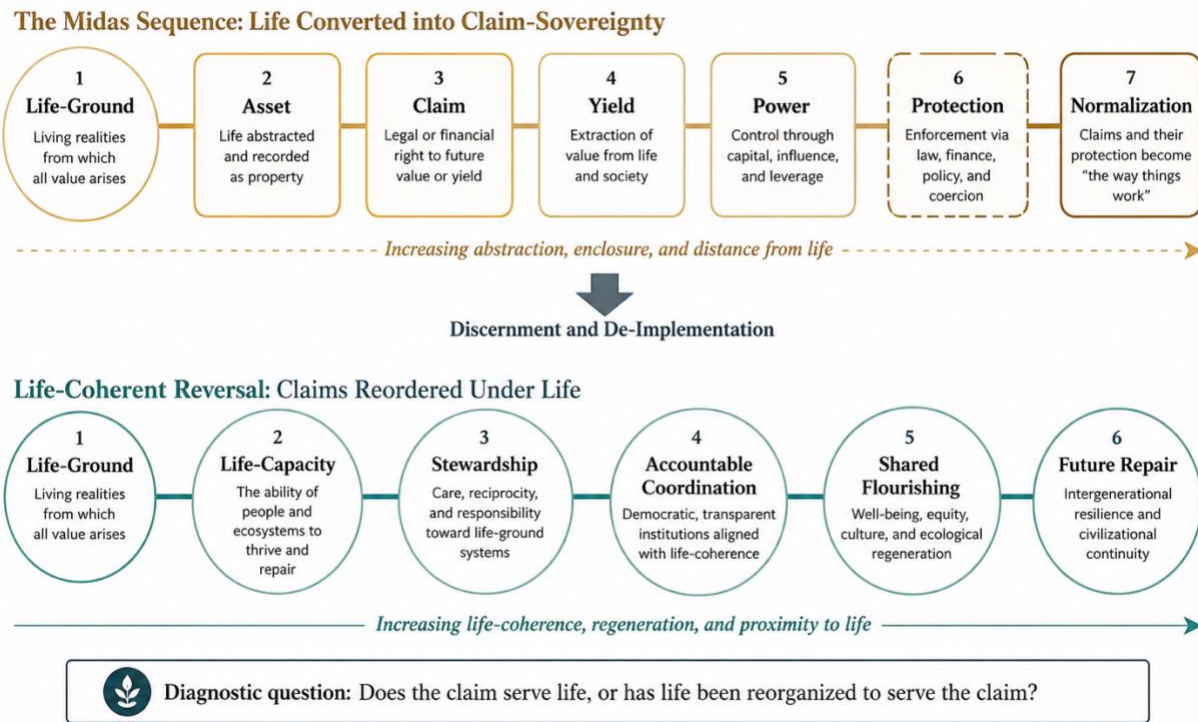 The Midas Sequence: Life Converted into Claim-Sovereignty
1
Life-Ground
Living realities
from which
all value arises
2
Asset
Life abstracted
and recorded
as property
3
Claim
Legal or financial
right to future
value or yield
4
Yield
Extraction of
value from life
and society
5
Power
Control through
capital, influence,
and leverage
6
Protection
Enforcement via
law, finance,
policy, and
coercion
7
Normalization
Claims and their
protection become
“the way things
work”
Increasing abstraction, enclosure, and distance from life
Discernment and De-Implementation
Life-Coherent Reversal: Claims Reordered Under Life
1
Life-Ground
Living realities
from which
all value arises
2
Life-Capacity
The ability of
people and
ecosystems to
thrive and
repair
3
Stewardship
Care, reciprocity,
and responsibility
toward life-ground
systems
4
Accountable
Coordination
Democratic, transparent
institutions aligned
with life-coherence
5
Shared
Flourishing
Well-being, equity,
culture, and ecological
regeneration
6
Future Repair
Intergenerational
resilience and
civilizational
continuity
Increasing life-coherence, regeneration, and proximity to life
Diagnostic question: Does the claim serve life, or has life been reorganized to serve the claim?